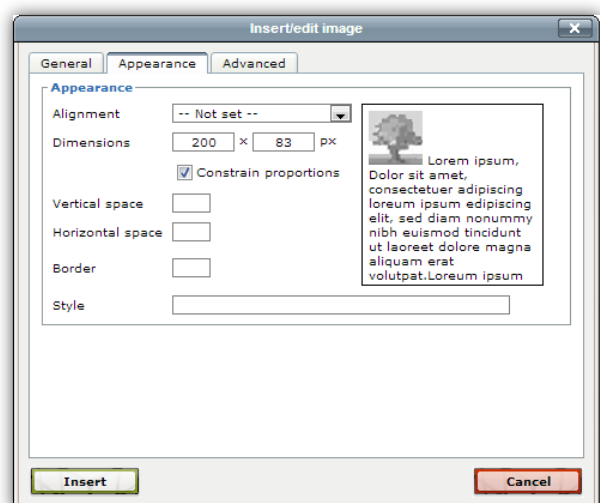 Insert/edit image
General Appearance Advanced
Appearance
Alignment -- Not set --
Dimensions 200 × 83 px
Constrain proportions
Vertical space
Horizontal space
Border
Style
Lorem ipsum,
Dolor sit amet,
consectetuer adipiscing
loreum ipsum edipiscing
elit, sed diam nonummy
nibh euismod tincidunt
ut laoreet dolore magna
aliquam erat
volutpat.Loreum ipsum
Insert Cancel